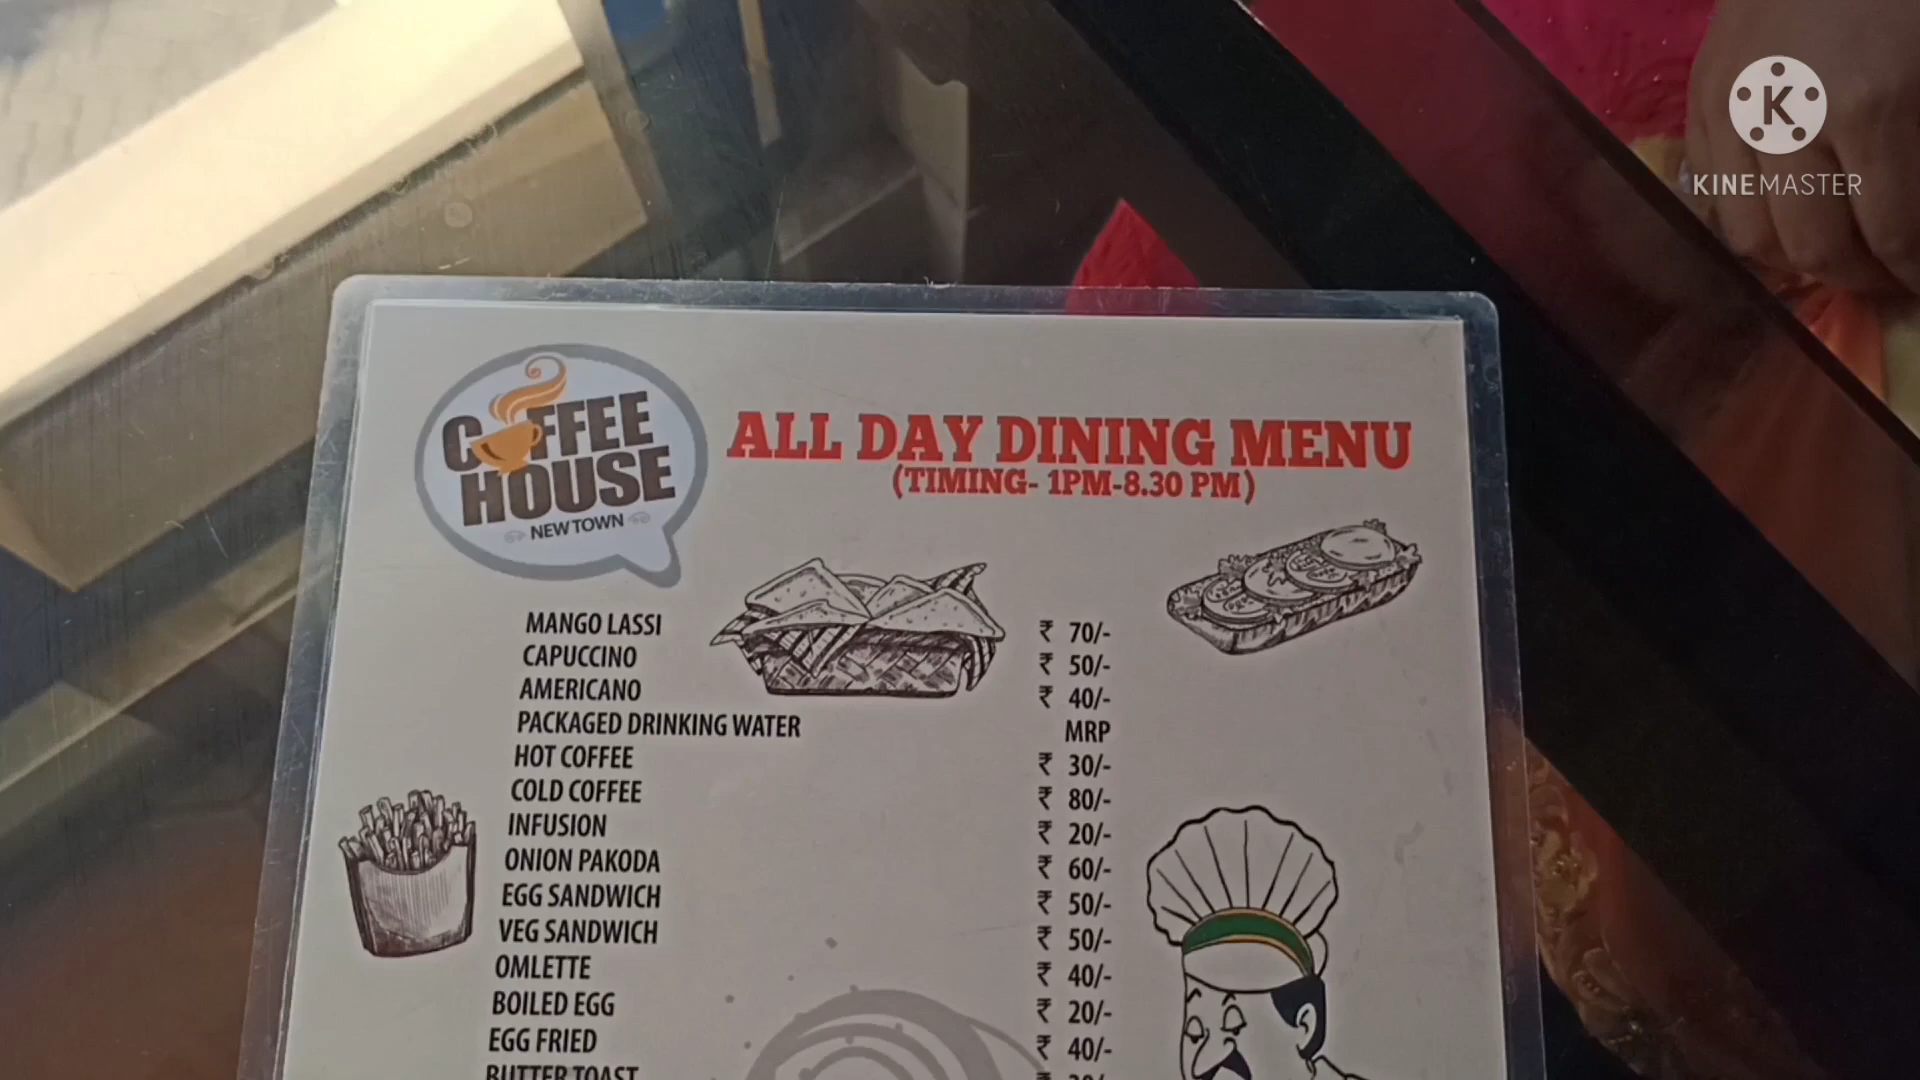 K
KINEMASTER
COFFEE
HOUSE
NEW TOWN
ALL DAY DINING MENU
(TIMING- 1PM-8.30 PM)
MANGO LASSI ₹ 70/-
CAPUCCINO ₹ 50/-
AMERICANO ₹ 40/-
PACKAGED DRINKING WATER MRP
HOT COFFEE ₹ 30/-
COLD COFFEE ₹ 80/-
INFUSION ₹ 20/-
ONION PAKODA ₹ 60/-
EGG SANDWICH ₹ 50/-
VEG SANDWICH ₹ 50/-
OMLETTE ₹ 40/-
BOILED EGG ₹ 20/-
EGG FRIED ₹ 40/-
BUTTER TOAST